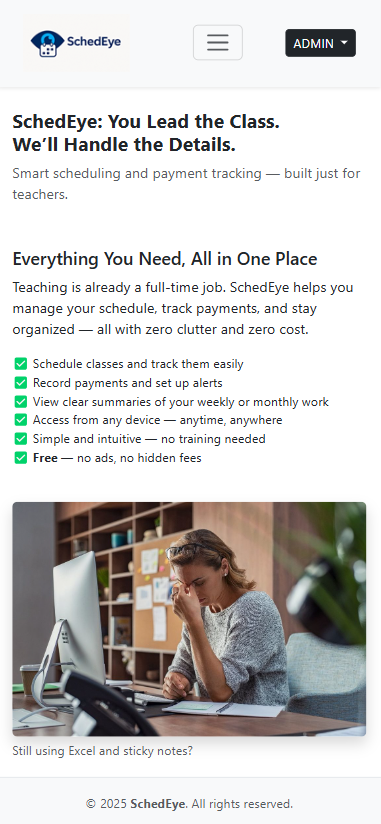 SchedEye
ADMIN
SchedEye: You Lead the Class.
We’ll Handle the Details.
Smart scheduling and payment tracking — built just for
teachers.
Everything You Need, All in One Place
Teaching is already a full-time job. SchedEye helps you
manage your schedule, track payments, and stay
organized — all with zero clutter and zero cost.
Schedule classes and track them easily
Record payments and set up alerts
View clear summaries of your weekly or monthly work
Access from any device — anytime, anywhere
Simple and intuitive — no training needed
Free — no ads, no hidden fees
Still using Excel and sticky notes?
© 2025 SchedEye. All rights reserved.